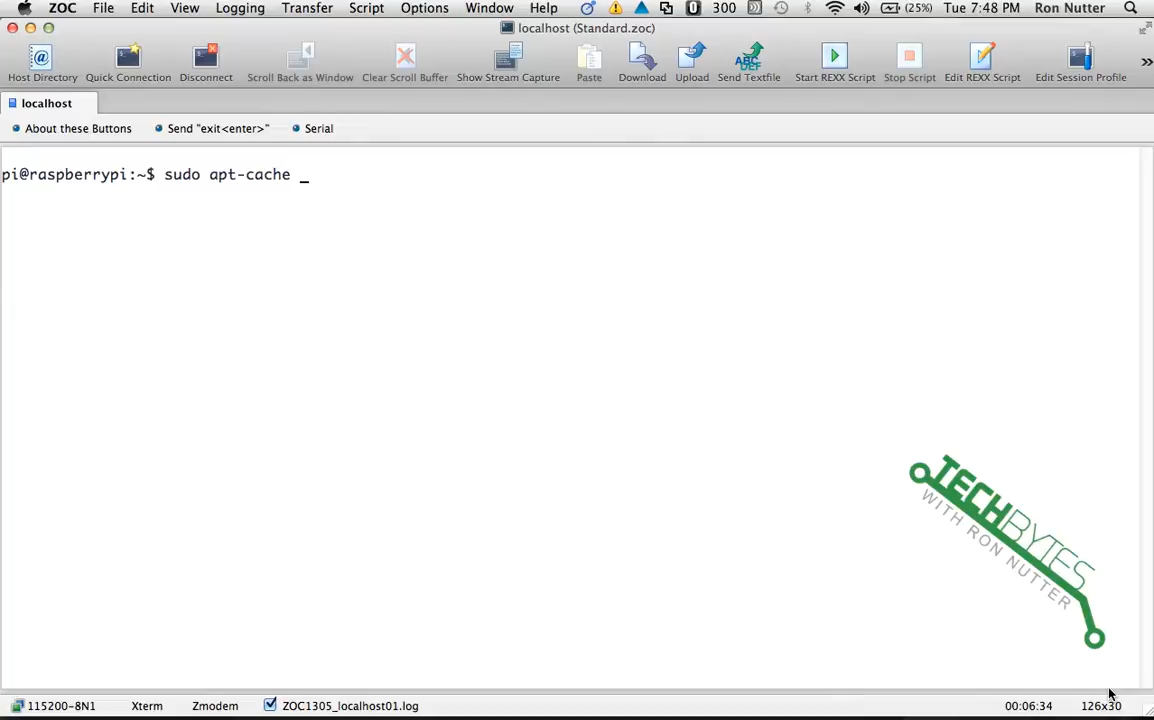 ZOC File Edit View Logging Transfer Script Options Window Help 300 (25%) Tue 7:48 PM Ron Nutter
localhost (Standard.zoc)
Host Directory Quick Connection Disconnect Scroll Back as Window Clear Scroll Buffer Show Stream Capture Paste Download Upload Send Textfile Start REXX Script Stop Script Edit REXX Script Edit Session Profile »
localhost
About these Buttons Send "exit<enter>" Serial
pi@raspberrypi:~$ sudo apt-cache _
TECHBYTES
WITH RON NUTTER
115200-8N1 Xterm Zmodem ZOC1305_localhost01.log 00:06:34 126x30